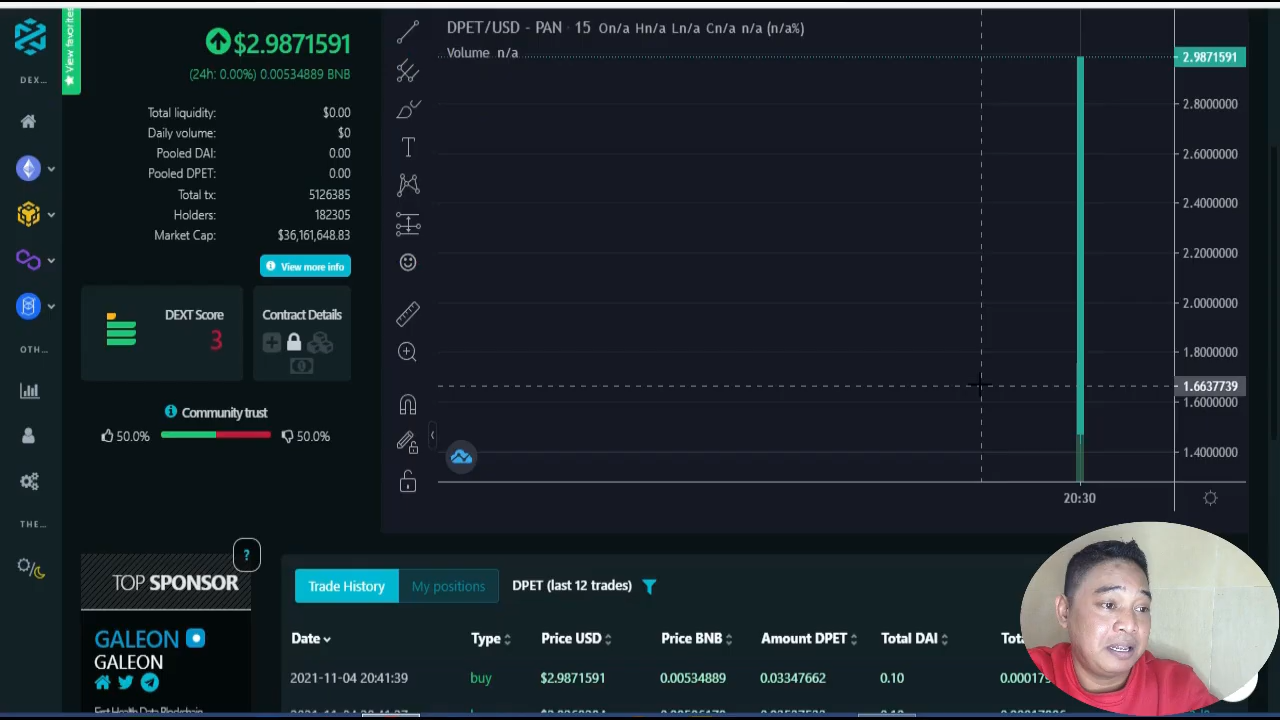 View favorites
DEX...
$2.9871591
(24h: 0.00%) 0.00534889 BNB
Total liquidity: $0.00
Daily volume: $0
Pooled DAI: 0.00
Pooled DPET: 0.00
Total tx: 5126385
Holders: 182305
Market Cap: $36,161,648.83
View more info
DEXT Score
3
Contract Details
Community trust
50.0%
50.0%
OTH...
THE...
DPET/USD - PAN · 15 On/a Hn/a Ln/a Cn/a n/a (n/a%)
Volume n/a
2.9871591
2.8000000
2.6000000
2.4000000
2.2000000
2.0000000
1.8000000
1.6637739
1.6000000
1.4000000
20:30
?
TOP SPONSOR
GALEON
GALEON
Trade History
My positions
DPET (last 12 trades)
Date Type Price USD Price BNB Amount DPET Total DAI
2021-11-04 20:41:39 buy $2.9871591 0.00534889 0.03347662 0.10